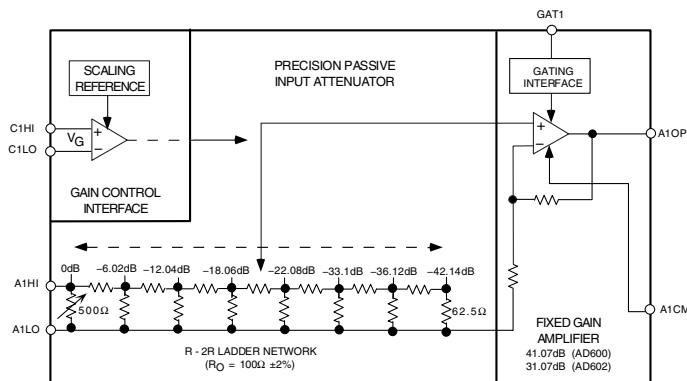 GAT1
SCALING
REFERENCE
PRECISION PASSIVE
INPUT ATTENUATOR
GATING
INTERFACE
C1HI
C1LO
VG
+
–
+
–
A1OP
GAIN CONTROL
INTERFACE
0dB
–6.02dB
–12.04dB
–18.06dB
–22.08dB
–33.1dB
–36.12dB
–42.14dB
A1HI
500Ω
62.5Ω
A1LO
A1CM
R - 2R LADDER NETWORK
(RO = 100Ω ±2%)
FIXED GAIN
AMPLIFIER
41.07dB (AD600)
31.07dB (AD602)